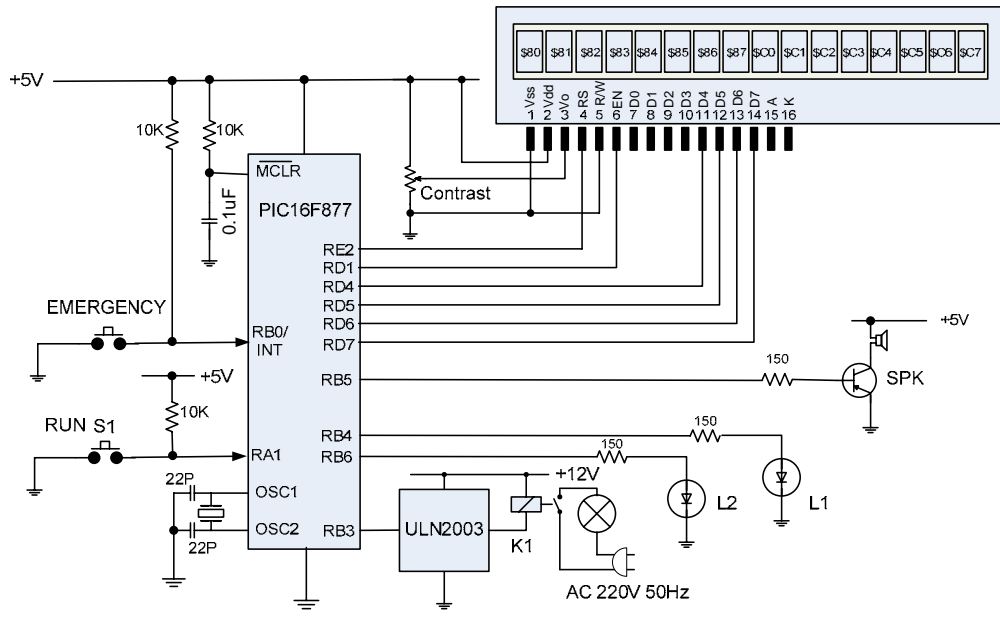 $80 $81 $82 $83 $84 $85 $86 $87 $C0 $C1 $C2 $C3 $C4 $C5 $C6 $C7
Vss Vdd Vo RS R/W EN D0 D1 D2 D3 D4 D5 D6 D7 A K
1 2 3 4 5 6 7 8 9 10 11 12 13 14 15 16
+5V
10K
10K
MCLR
0.1uF
PIC16F877
Contrast
RE2
RD1
RD4
RD5
RD6
RD7
EMERGENCY
RB0/
INT
+5V
RB5
150
SPK
+5V
10K
RUN S1
RA1
RB4
150
RB6
150
L2
L1
22P
OSC1
OSC2
22P
RB3
ULN2003
+12V
K1
AC 220V 50Hz